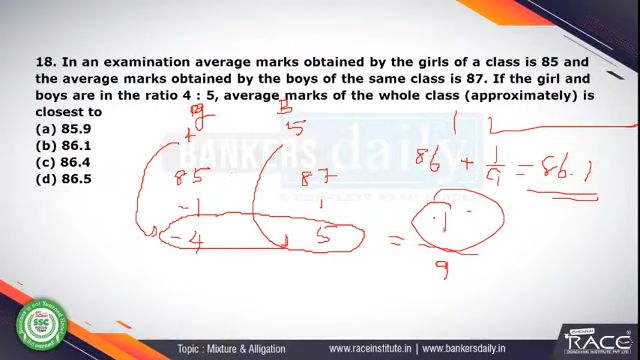 18. In an examination average marks obtained by the girls of a class is 85 and
the average marks obtained by the boys of the same class is 87. If the girl and
boys are in the ratio 4 : 5, average marks of the whole class (approximately) is
closest to
(a) 85.9
(b) 86.1
(c) 86.4
(d) 86.5
BANKERS daily
g B
4 5
85 87
-1 1
-4 5 = 1/9
86 + 1/9 = 86.1
CHENNAI
RACE
Topic : Mixture & Alligation
www.raceinstitute.in | www.bankersdaily.in
SSC